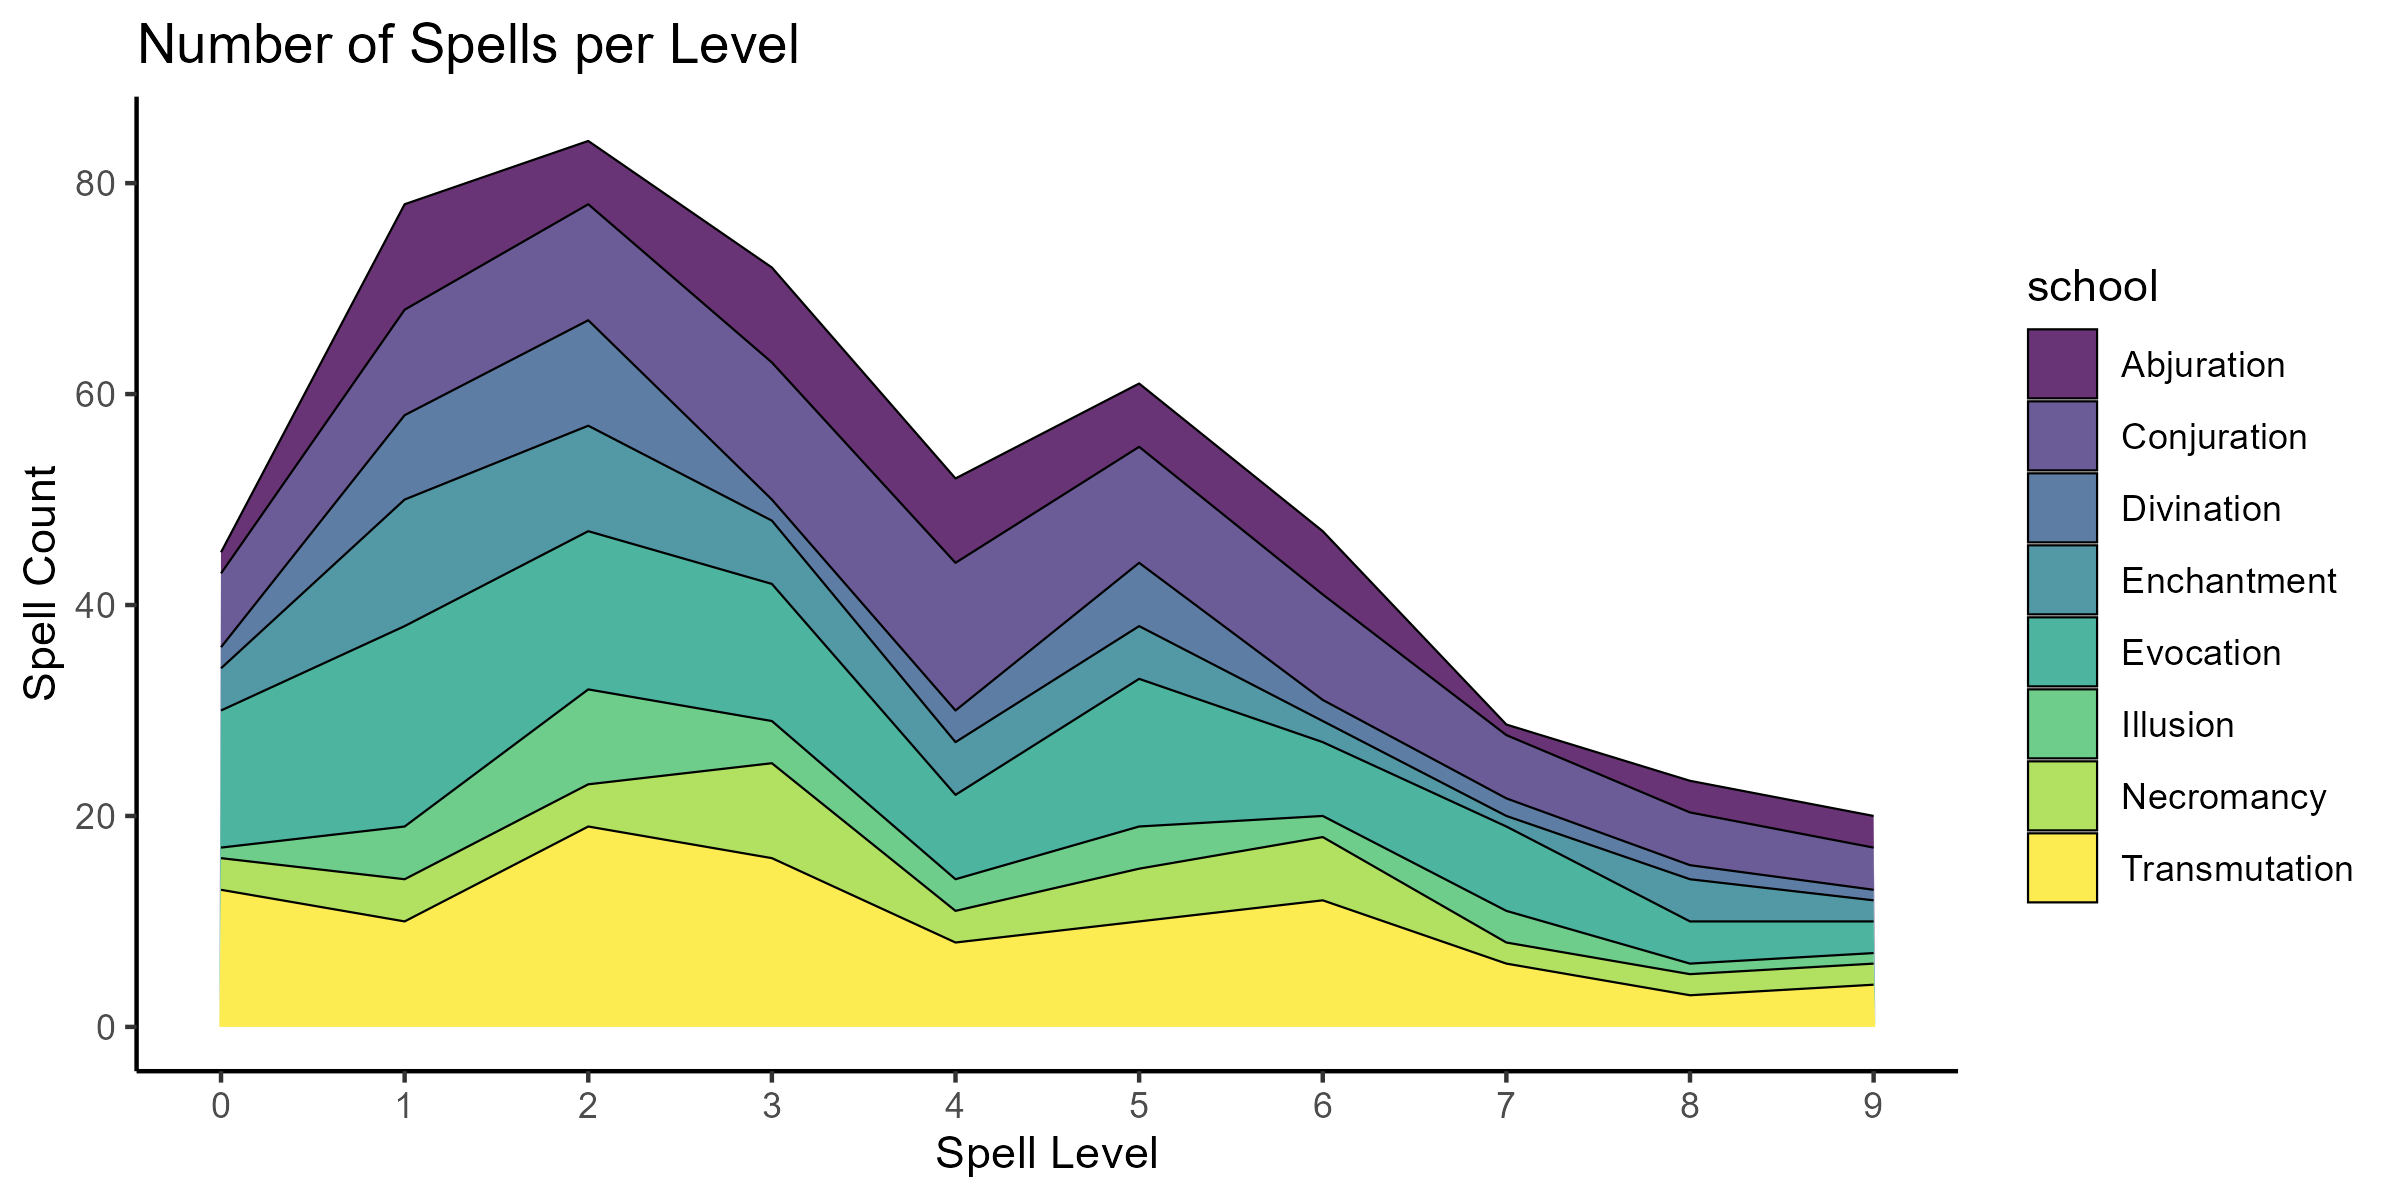 Number of Spells per Level
Spell Count
80
60
40
20
0
0 1 2 3 4 5 6 7 8 9
Spell Level
school
Abjuration
Conjuration
Divination
Enchantment
Evocation
Illusion
Necromancy
Transmutation